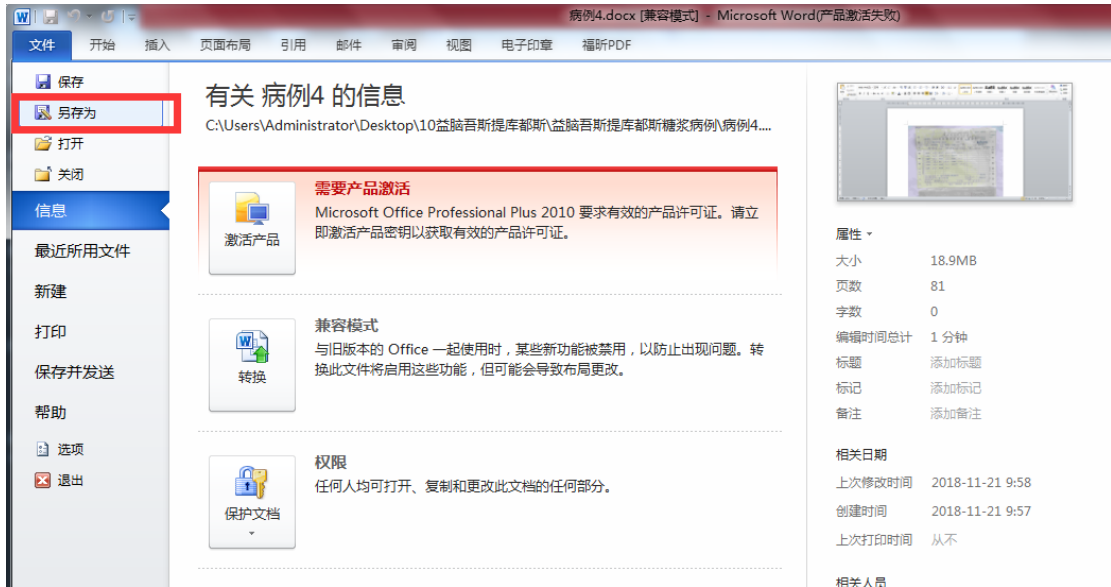 病例4.docx [兼容模式] - Microsoft Word(产品激活失败)
文件 开始 插入 页面布局 引用 邮件 审阅 视图 电子印章 福昕PDF
保存
另存为
打开
关闭
信息
最近所用文件
新建
打印
保存并发送
帮助
选项
退出
有关 病例4 的信息
C:\Users\Administrator\Desktop\10益脑吾斯提库都斯\益脑吾斯提库都斯糖浆病例\病例4....
激活产品
需要产品激活
Microsoft Office Professional Plus 2010 要求有效的产品许可证。请立
即激活产品密钥以获取有效的产品许可证。
转换
兼容模式
与旧版本的 Office 一起使用时，某些新功能被禁用，以防止出现问题。转
换此文件将启用这些功能，但可能会导致布局更改。
保护文档
权限
任何人均可打开、复制和更改此文档的任何部分。
属性
大小 18.9MB
页数 81
字数 0
编辑时间总计 1 分钟
标题 添加标题
标记 添加标记
备注 添加备注
相关日期
上次修改时间 2018-11-21 9:58
创建时间 2018-11-21 9:57
上次打印时间 从不
相关人员